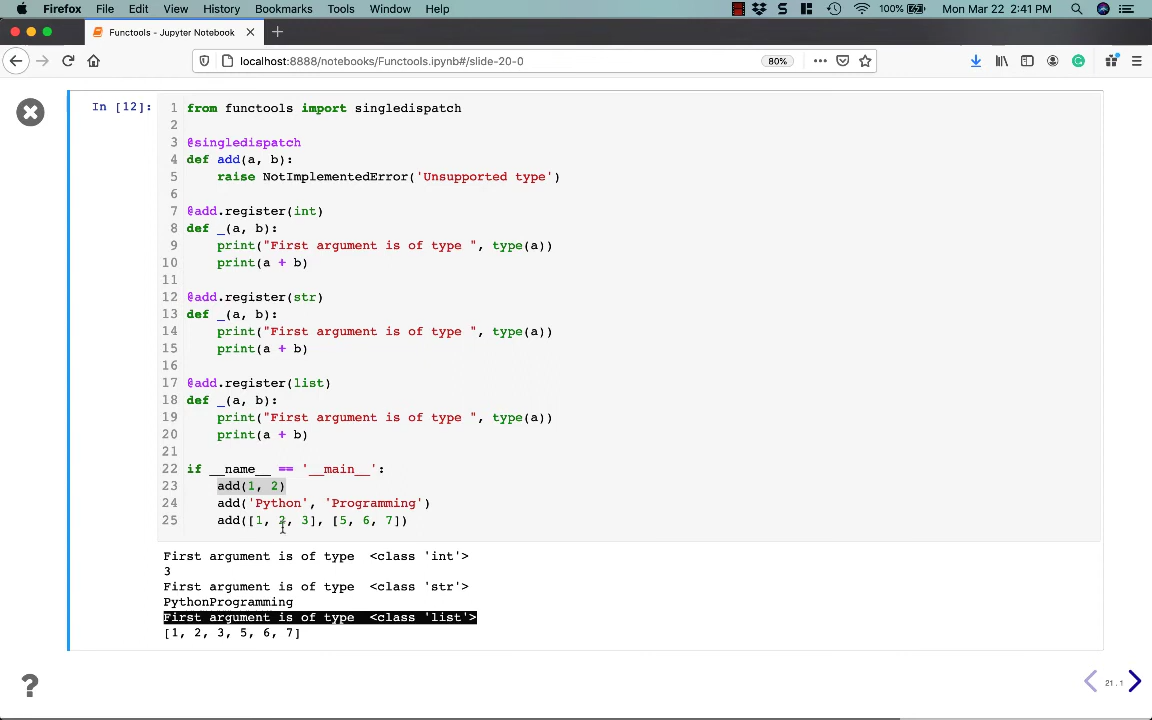 Firefox File Edit View History Bookmarks Tools Window Help 100% Mon Mar 22 2:41 PM
Functools - Jupyter Notebook
localhost:8888/notebooks/Functools.ipynb#/slide-20-0 80%
In [12]:
1 from functools import singledispatch
2
3 @singledispatch
4 def add(a, b):
5 raise NotImplementedError('Unsupported type')
6
7 @add.register(int)
8 def _(a, b):
9 print("First argument is of type ", type(a))
10 print(a + b)
11
12 @add.register(str)
13 def _(a, b):
14 print("First argument is of type ", type(a))
15 print(a + b)
16
17 @add.register(list)
18 def _(a, b):
19 print("First argument is of type ", type(a))
20 print(a + b)
21
22 if __name__ == '__main__':
23 add(1, 2)
24 add('Python', 'Programming')
25 add([1, 2, 3], [5, 6, 7])
First argument is of type <class 'int'>
3
First argument is of type <class 'str'>
PythonProgramming
First argument is of type <class 'list'>
[1, 2, 3, 5, 6, 7]
?
21.1